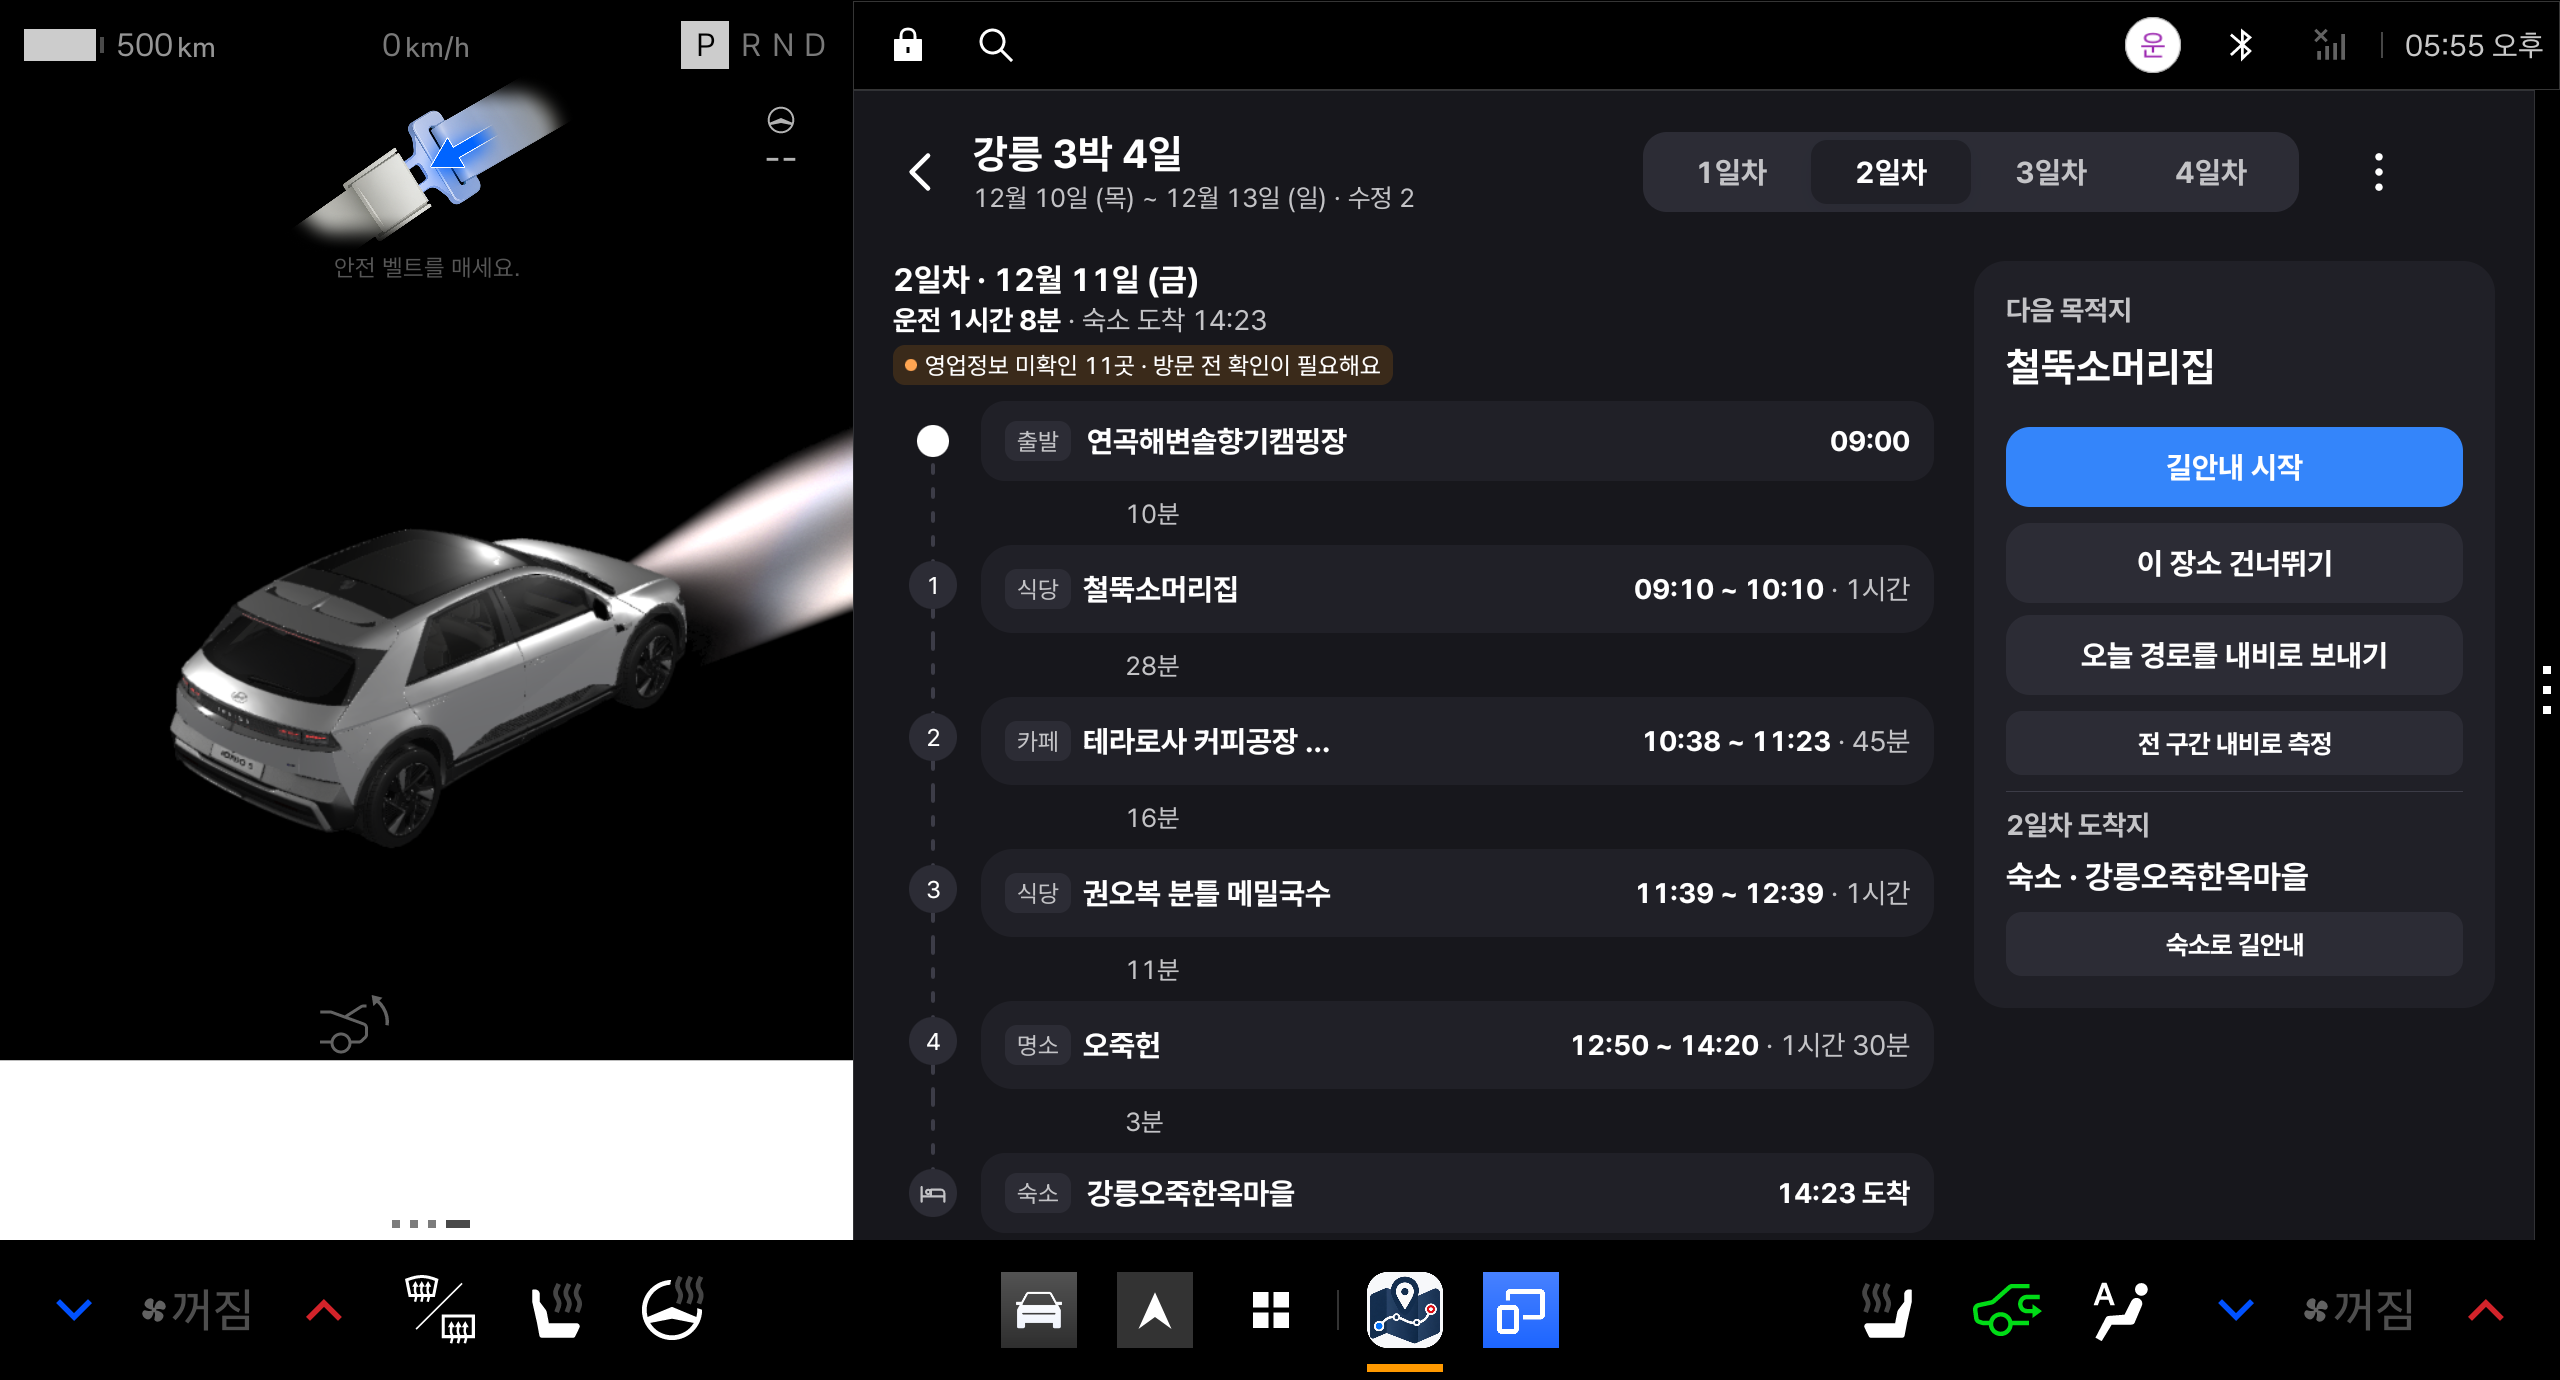 500 km
0 km/h
P R N D
운
05:55 오후
--
안전 벨트를 매세요.
강릉 3박 4일
12월 10일 (목) ~ 12월 13일 (일) · 수정 2
1일차
2일차
3일차
4일차
2일차 · 12월 11일 (금)
운전 1시간 8분 · 숙소 도착 14:23
영업정보 미확인 11곳 · 방문 전 확인이 필요해요
출발 연곡해변솔향기캠핑장 09:00
10분
1 식당 철뚝소머리집 09:10 ~ 10:10 · 1시간
28분
2 카페 테라로사 커피공장 ... 10:38 ~ 11:23 · 45분
16분
3 식당 권오복 분틀 메밀국수 11:39 ~ 12:39 · 1시간
11분
4 명소 오죽헌 12:50 ~ 14:20 · 1시간 30분
3분
숙소 강릉오죽한옥마을 14:23 도착
다음 목적지
철뚝소머리집
길안내 시작
이 장소 건너뛰기
오늘 경로를 내비로 보내기
전 구간 내비로 측정
2일차 도착지
숙소 · 강릉오죽한옥마을
숙소로 길안내
IONIQ 5
꺼짐
A
꺼짐